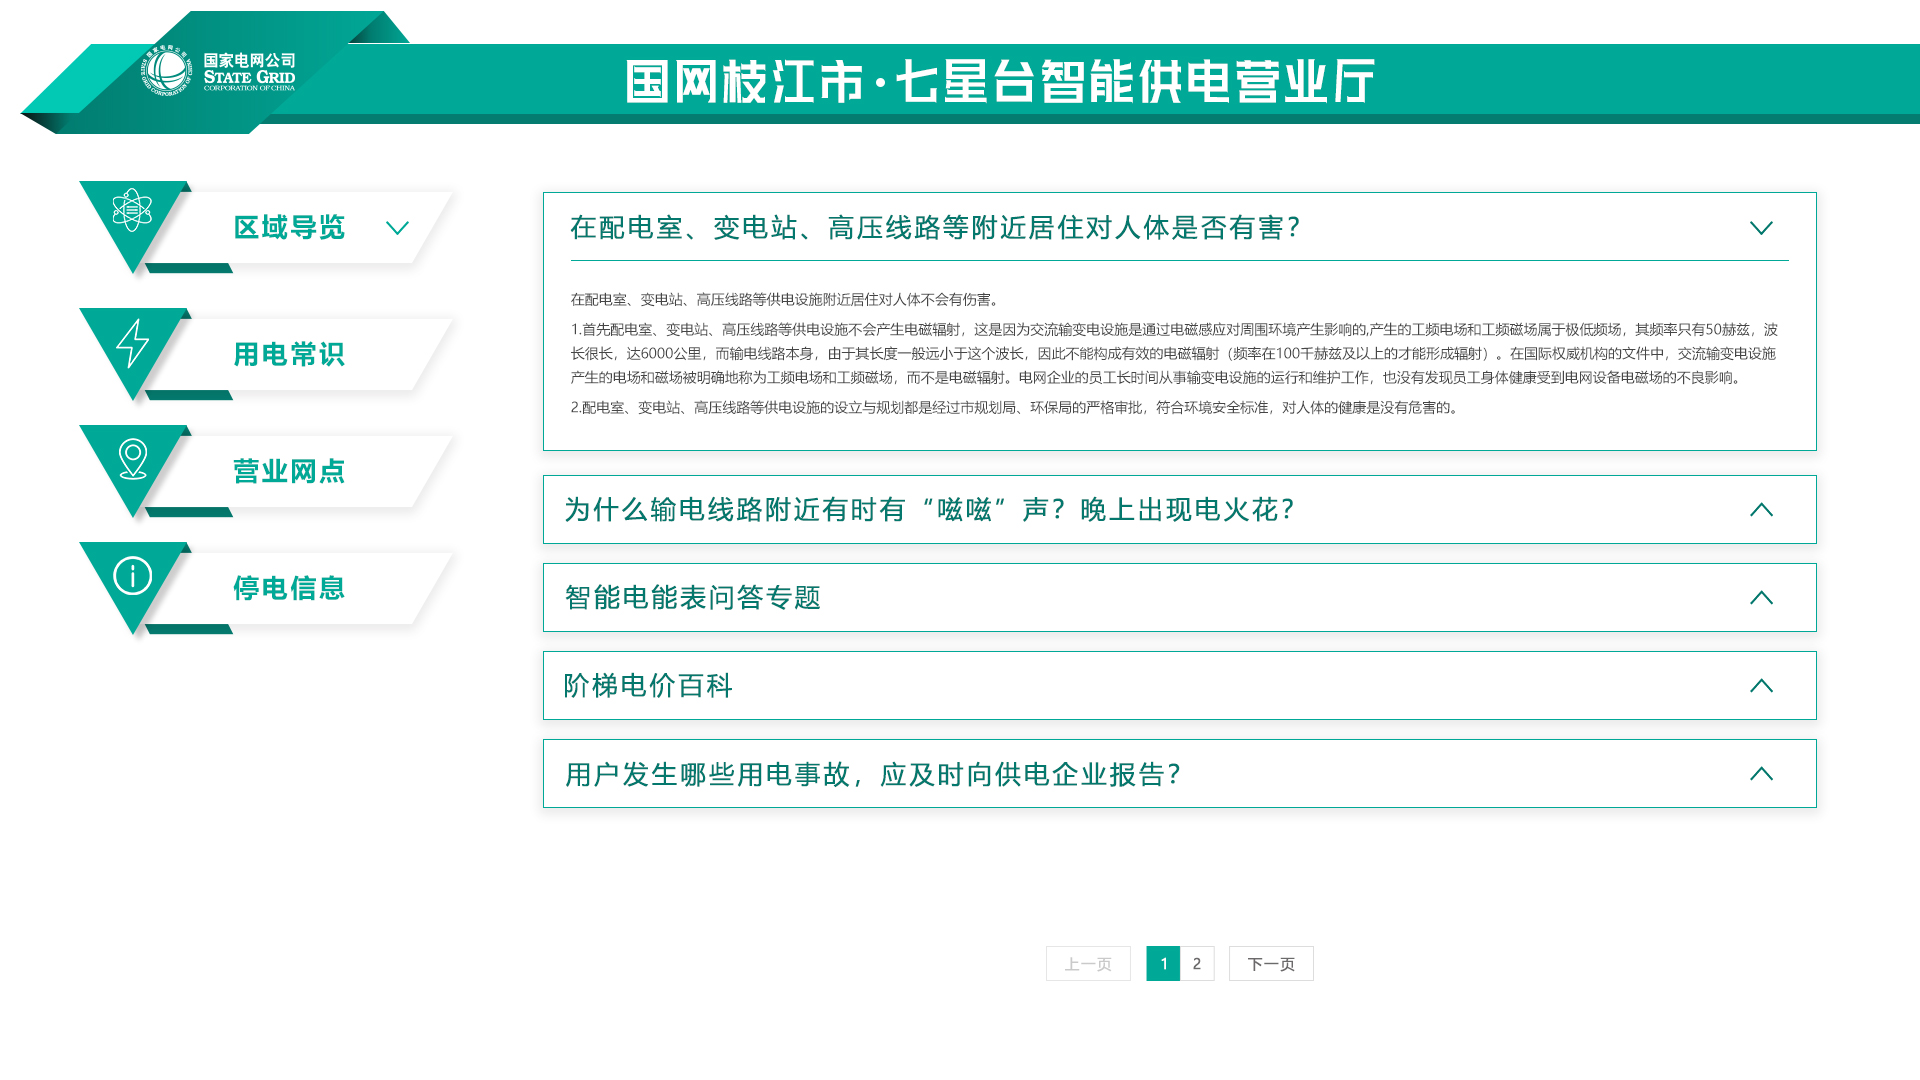 国家电网公司
STATE GRID
CORPORATION OF CHINA
国网枝江市·七星台智能供电营业厅
区域导览
用电常识
营业网点
停电信息
在配电室、变电站、高压线路等附近居住对人体是否有害?
在配电室、变电站、高压线路等供电设施附近居住对人体不会有伤害。
1.首先配电室、变电站、高压线路等供电设施不会产生电磁辐射，这是因为交流输变电设施是通过电磁感应对周围环境产生影响的,产生的工频电场和工频磁场属于极低频场，其频率只有50赫兹，波
长很长，达6000公里，而输电线路本身，由于其长度一般远小于这个波长，因此不能构成有效的电磁辐射（频率在100千赫兹及以上的才能形成辐射）。在国际权威机构的文件中，交流输变电设施
产生的电场和磁场被明确地称为工频电场和工频磁场，而不是电磁辐射。电网企业的员工长时间从事输变电设施的运行和维护工作，也没有发现员工身体健康受到电网设备电磁场的不良影响。
2.配电室、变电站、高压线路等供电设施的设立与规划都是经过市规划局、环保局的严格审批，符合环境安全标准，对人体的健康是没有危害的。
为什么输电线路附近有时有“嗞嗞”声？晚上出现电火花?
智能电能表问答专题
阶梯电价百科
用户发生哪些用电事故，应及时向供电企业报告?
上一页 1 2 下一页